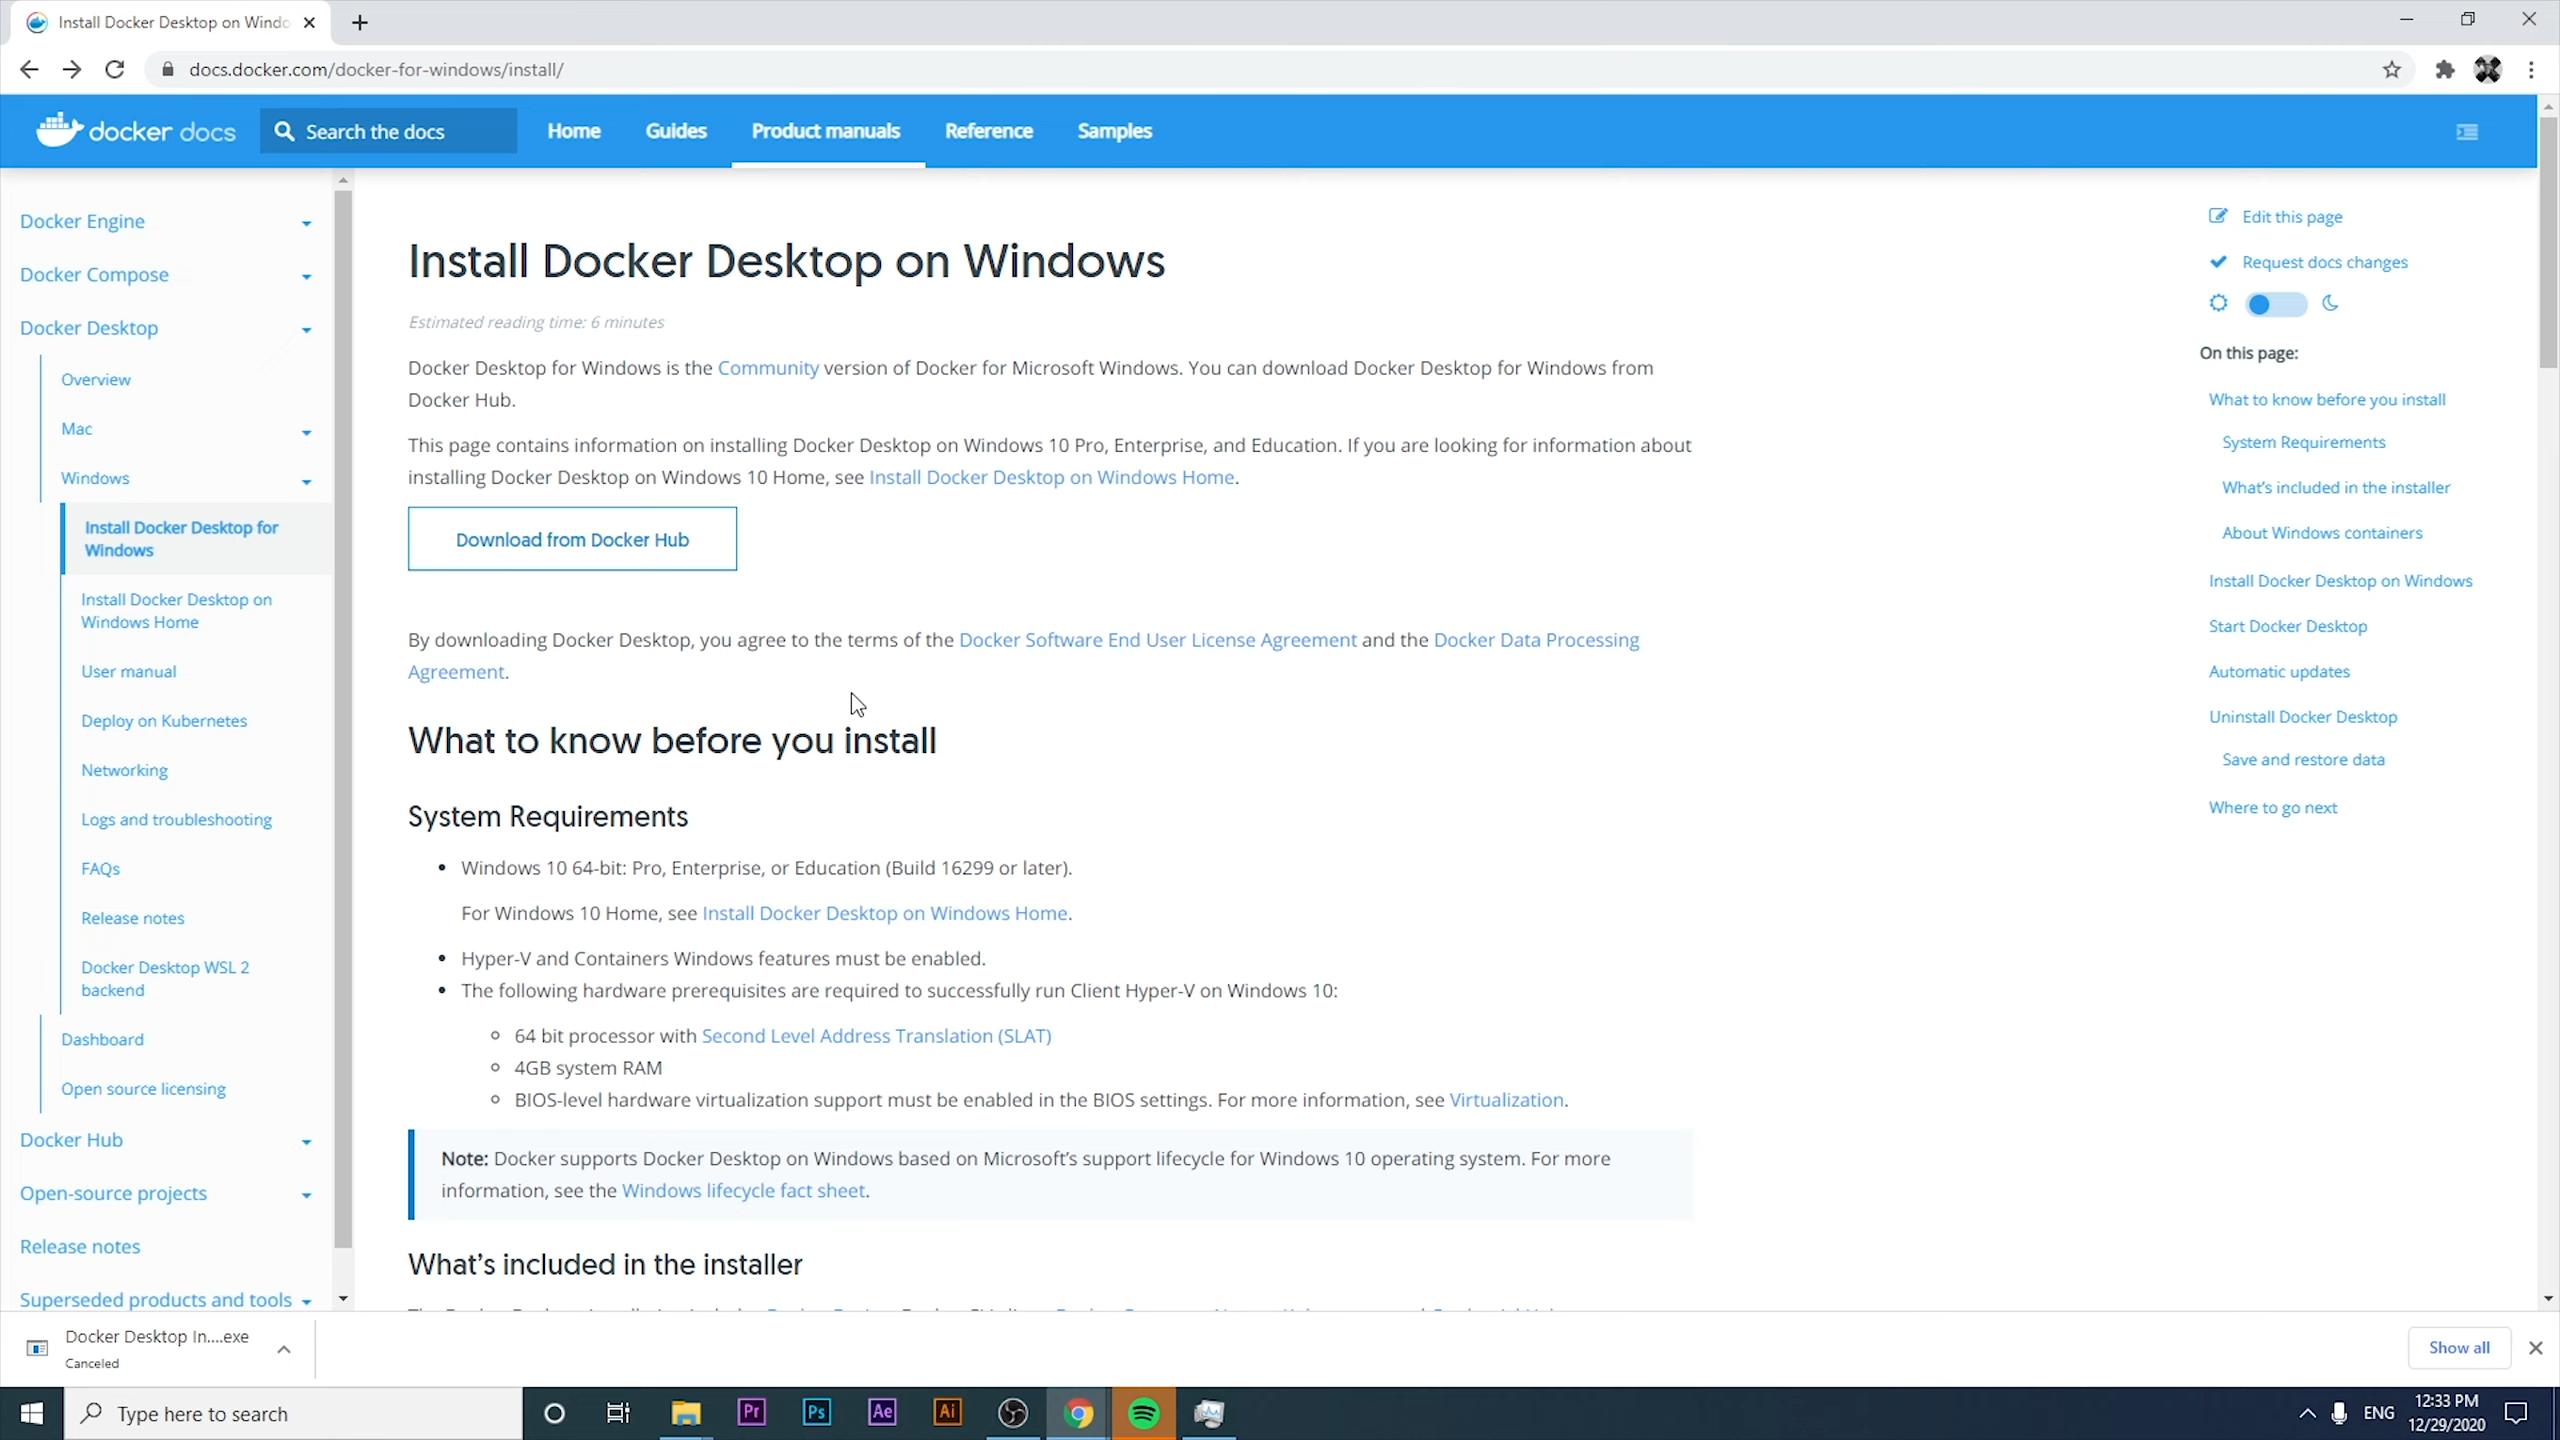 Install Docker Desktop on Windo
docs.docker.com/docker-for-windows/install/
docker docs
Search the docs
Home
Guides
Product manuals
Reference
Samples
Docker Engine
Docker Compose
Docker Desktop
Overview
Mac
Windows
Install Docker Desktop for
Windows
Install Docker Desktop on
Windows Home
User manual
Deploy on Kubernetes
Networking
Logs and troubleshooting
FAQs
Release notes
Docker Desktop WSL 2
backend
Dashboard
Open source licensing
Docker Hub
Open-source projects
Release notes
Superseded products and tools
Install Docker Desktop on Windows
Estimated reading time: 6 minutes
Docker Desktop for Windows is the Community version of Docker for Microsoft Windows. You can download Docker Desktop for Windows from
Docker Hub.
This page contains information on installing Docker Desktop on Windows 10 Pro, Enterprise, and Education. If you are looking for information about
installing Docker Desktop on Windows 10 Home, see Install Docker Desktop on Windows Home.
Download from Docker Hub
By downloading Docker Desktop, you agree to the terms of the Docker Software End User License Agreement and the Docker Data Processing
Agreement.
What to know before you install
System Requirements
• Windows 10 64-bit: Pro, Enterprise, or Education (Build 16299 or later).
For Windows 10 Home, see Install Docker Desktop on Windows Home.
• Hyper-V and Containers Windows features must be enabled.
• The following hardware prerequisites are required to successfully run Client Hyper-V on Windows 10:
◦ 64 bit processor with Second Level Address Translation (SLAT)
◦ 4GB system RAM
◦ BIOS-level hardware virtualization support must be enabled in the BIOS settings. For more information, see Virtualization.
Note: Docker supports Docker Desktop on Windows based on Microsoft's support lifecycle for Windows 10 operating system. For more
information, see the Windows lifecycle fact sheet.
What's included in the installer
Edit this page
Request docs changes
On this page:
What to know before you install
System Requirements
What's included in the installer
About Windows containers
Install Docker Desktop on Windows
Start Docker Desktop
Automatic updates
Uninstall Docker Desktop
Save and restore data
Where to go next
Docker Desktop In....exe
Canceled
Show all
Type here to search
Pr
Ps
Ae
Ai
ENG
12:33 PM
12/29/2020